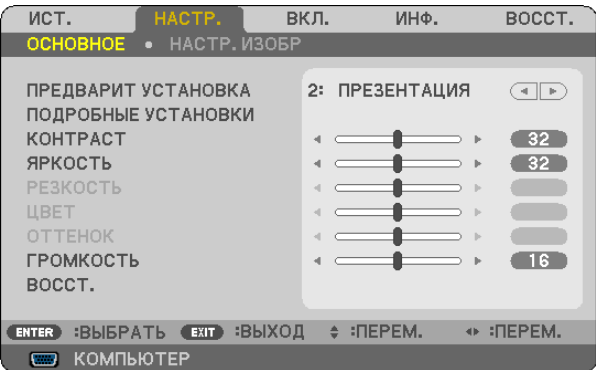 ИСТ. НАСТР. ВКЛ. ИНФ. ВОССТ.
ОСНОВНОЕ • НАСТР. ИЗОБР
ПРЕДВАРИТ УСТАНОВКА 2: ПРЕЗЕНТАЦИЯ
ПОДРОБНЫЕ УСТАНОВКИ
КОНТРАСТ 32
ЯРКОСТЬ 32
РЕЗКОСТЬ
ЦВЕТ
ОТТЕНОК
ГРОМКОСТЬ 16
ВОССТ.
ENTER :ВЫБРАТЬ EXIT :ВЫХОД :ПЕРЕМ. :ПЕРЕМ.
КОМПЬЮТЕР